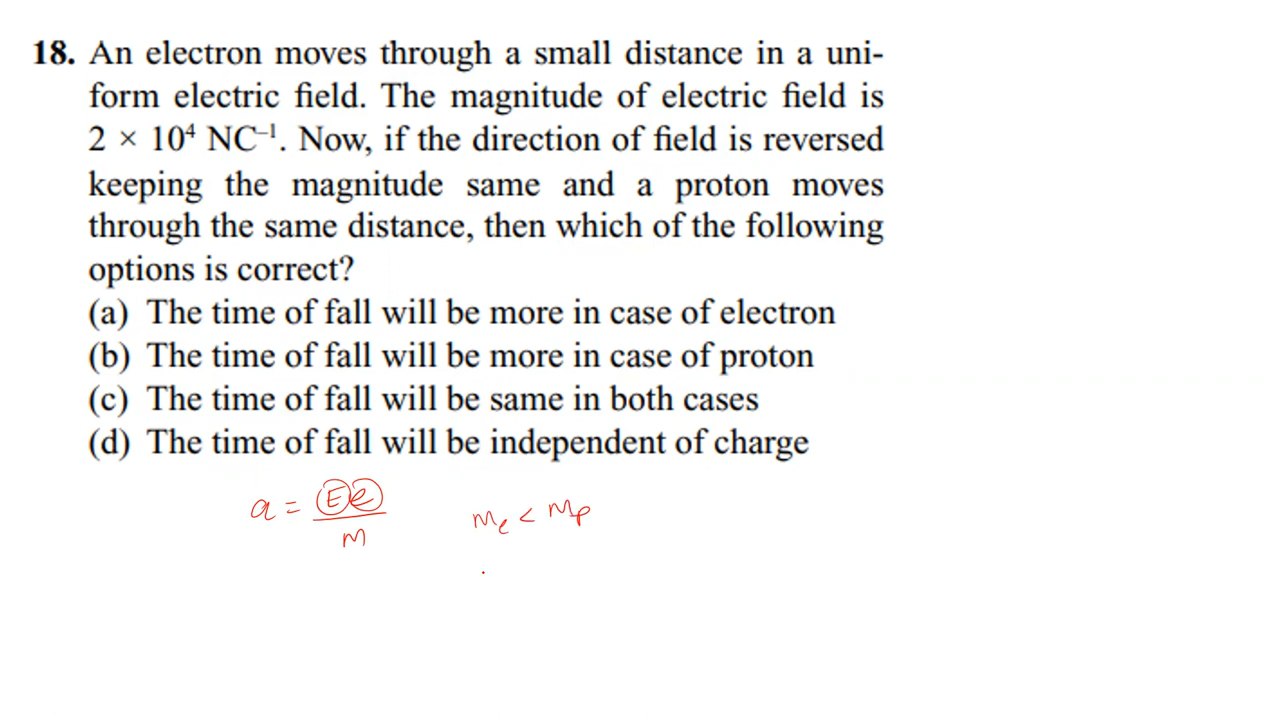 18. An electron moves through a small distance in a uni-
form electric field. The magnitude of electric field is
2 × 10⁴ NC⁻¹. Now, if the direction of field is reversed
keeping the magnitude same and a proton moves
through the same distance, then which of the following
options is correct?
(a) The time of fall will be more in case of electron
(b) The time of fall will be more in case of proton
(c) The time of fall will be same in both cases
(d) The time of fall will be independent of charge
a = Ee/m
mₑ < mₚ